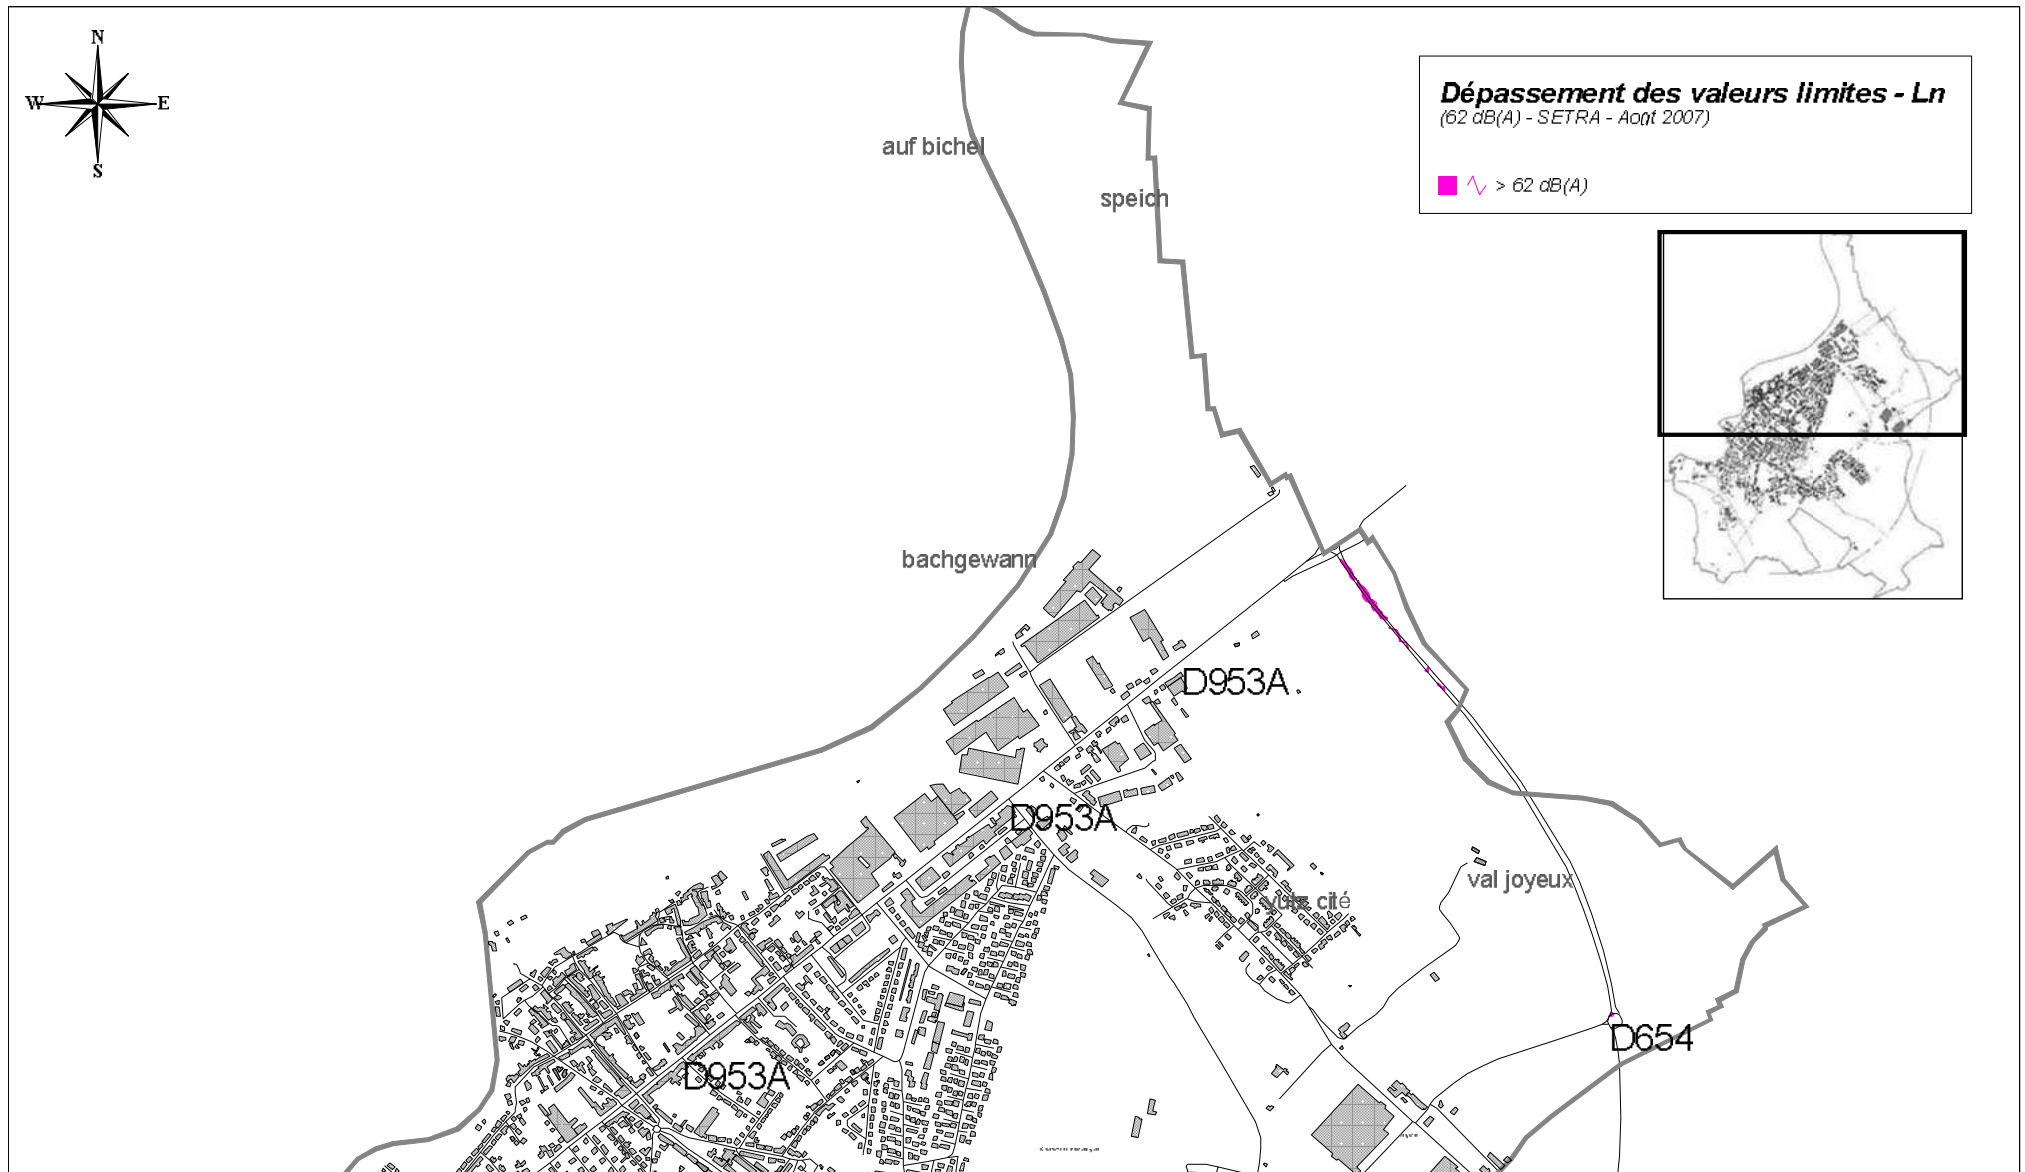 N
W E
S
Dépassement des valeurs limites - Ln
(62 dB(A) - SETRA - Août 2007)
> 62 dB(A)
auf bichel
speich
bachgewann
D953A
D953A
val joyeux
yutz cité
D654
D953A